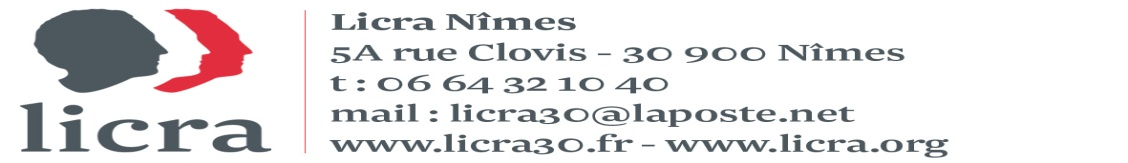 licra
Licra Nîmes
5A rue Clovis - 30 900 Nîmes
t : 06 64 32 10 40
mail : licra30@laposte.net
www.licra30.fr - www.licra.org